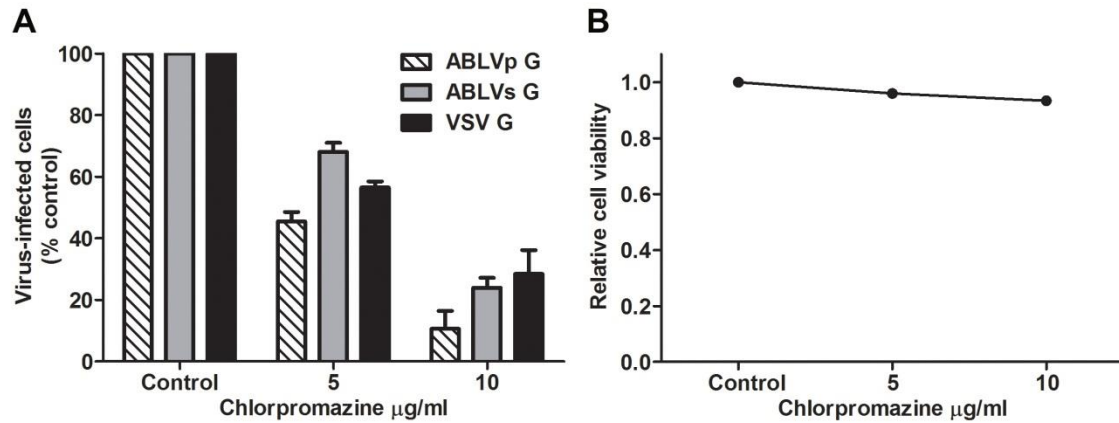 A
Virus-infected cells
(% control)
100
80
60
40
20
0
ABLVp G
ABLVs G
VSV G
Control 5 10
Chlorpromazine μg/ml
B
Relative cell viability
1.0
0.8
0.6
0.4
0.2
0.0
Control 5 10
Chlorpromazine μg/ml